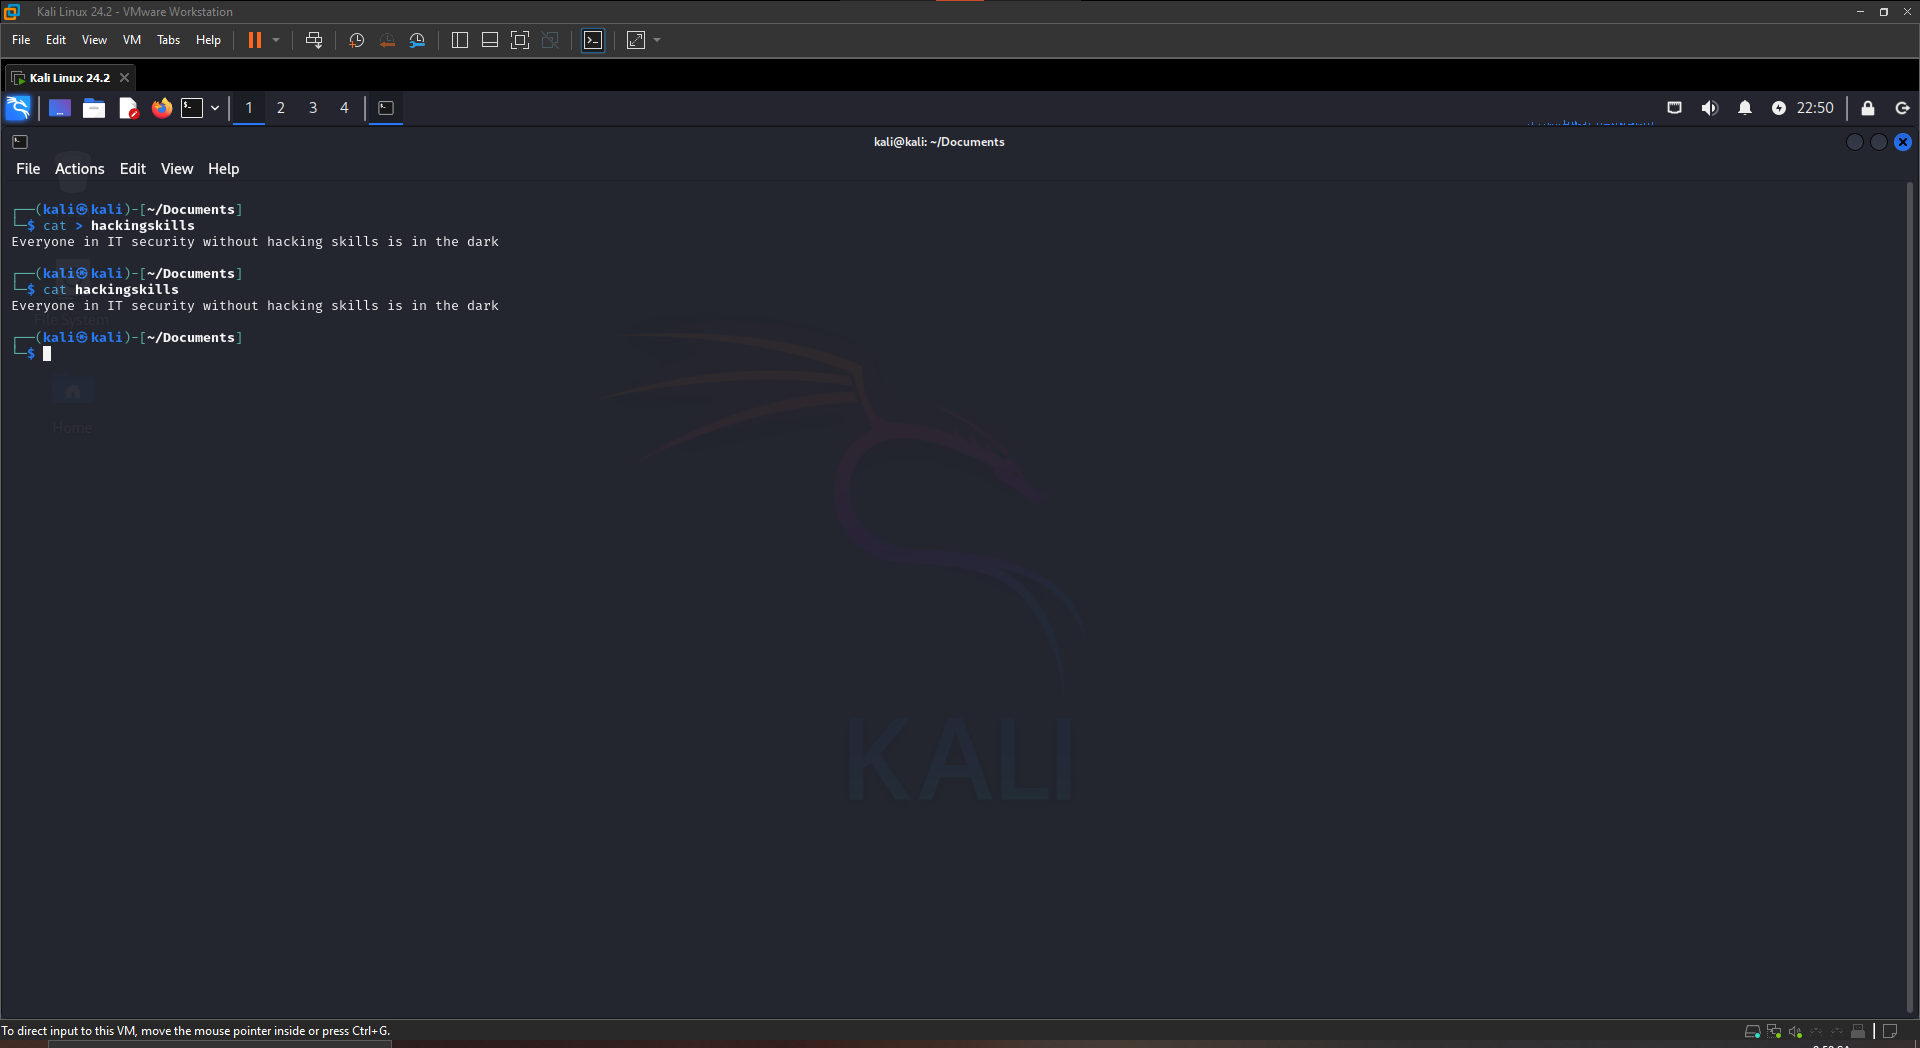 Kali Linux 24.2 - VMware Workstation
File Edit View VM Tabs Help
Kali Linux 24.2
1 2 3 4
22:50
kali@kali: ~/Documents
File Actions Edit View Help
┌──(kali㉿kali)-[~/Documents]
└─$ cat > hackingskills
Everyone in IT security without hacking skills is in the dark
┌──(kali㉿kali)-[~/Documents]
└─$ cat hackingskills
Everyone in IT security without hacking skills is in the dark
File System
┌──(kali㉿kali)-[~/Documents]
└─$
Home
KALI
To direct input to this VM, move the mouse pointer inside or press Ctrl+G.